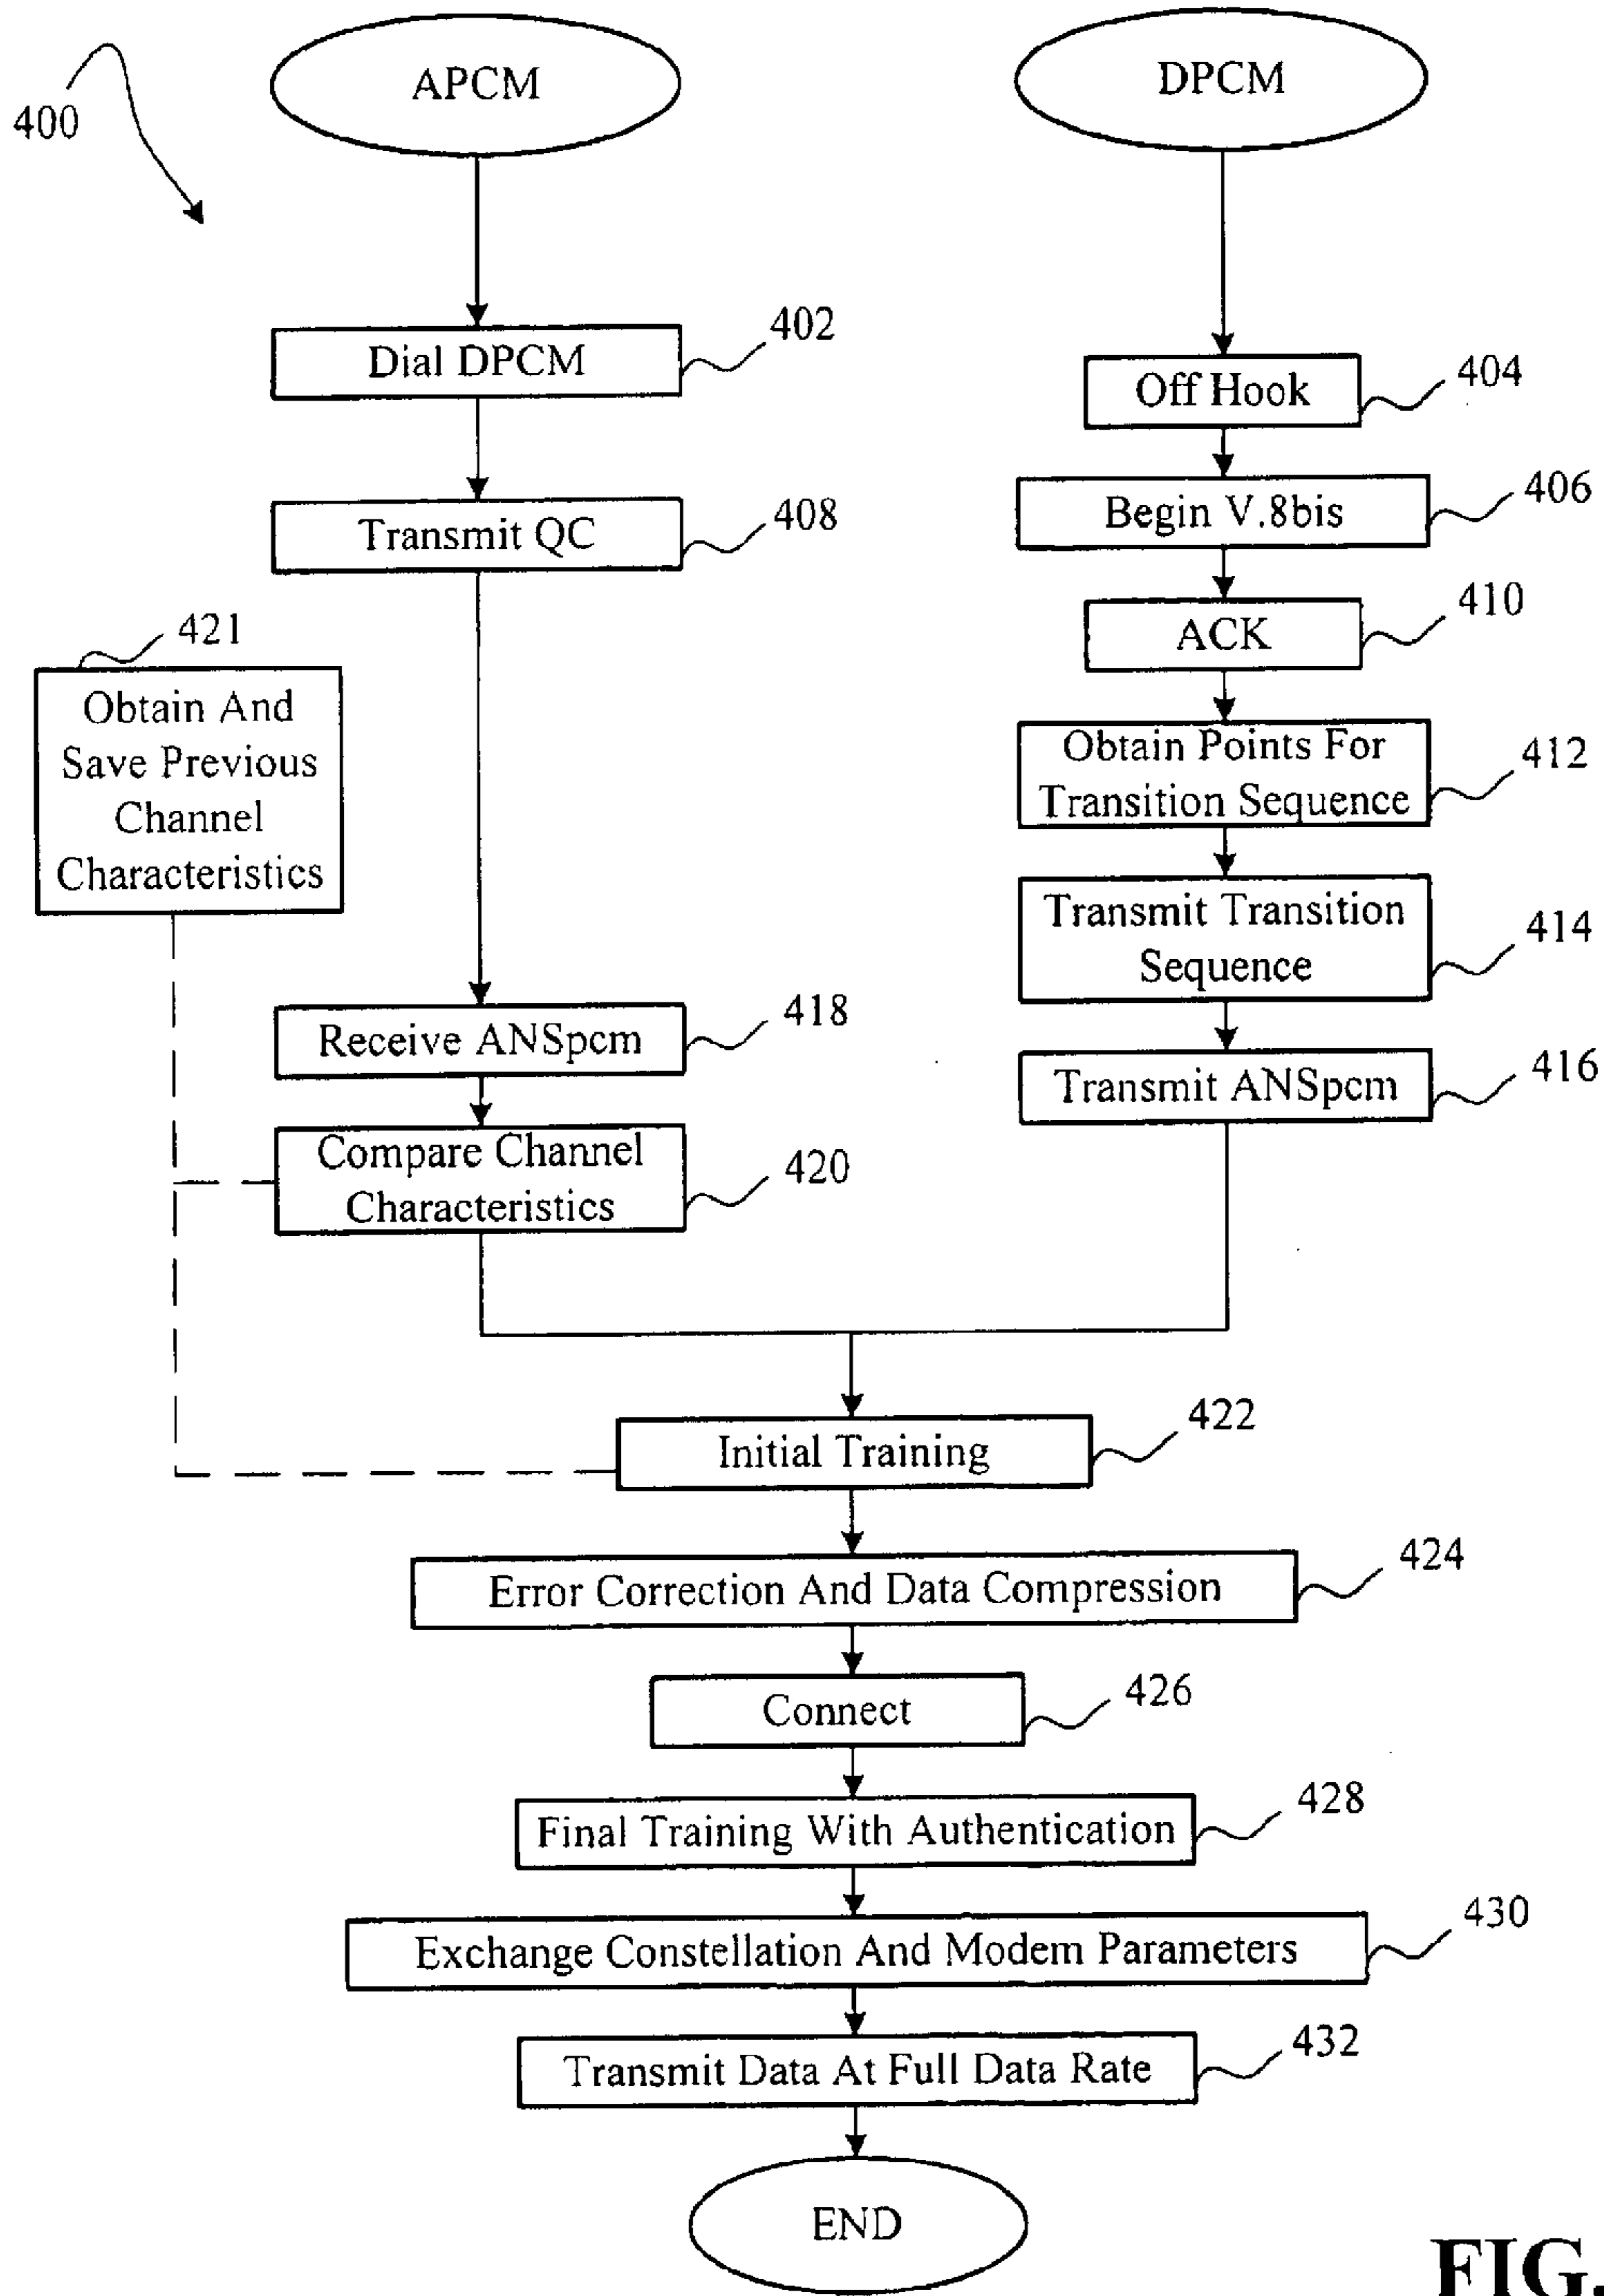 400
APCM
DPCM
Dial DPCM
402
Off Hook
404
Begin V.8bis
406
Transmit QC
408
ACK
410
421
Obtain And
Save Previous
Channel
Characteristics
Obtain Points For
Transition Sequence
412
Transmit Transition
Sequence
414
Receive ANSpcm
418
Transmit ANSpcm
416
Compare Channel
Characteristics
420
Initial Training
422
Error Correction And Data Compression
424
Connect
426
Final Training With Authentication
428
Exchange Constellation And Modem Parameters
430
Transmit Data At Full Data Rate
432
END
FIG.